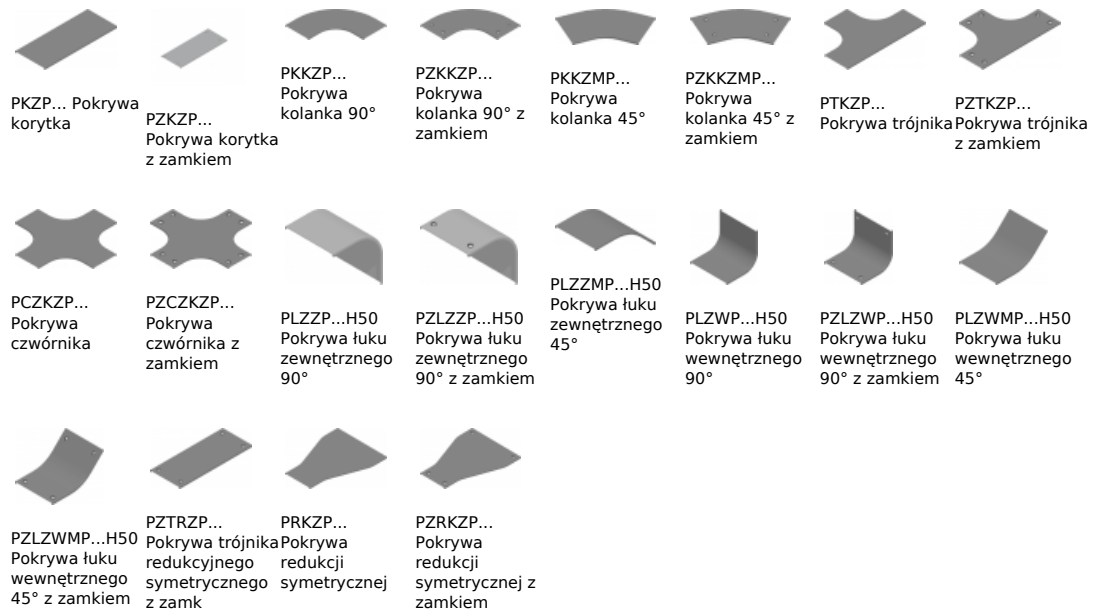 PKZP... Pokrywa
korytka
PZKZP...
Pokrywa korytka
z zamkiem
PKKZP...
Pokrywa
kolanka 90°
PZKKZP...
Pokrywa
kolanka 90° z
zamkiem
PKKZMP...
Pokrywa
kolanka 45°
PZKKZMP...
Pokrywa
kolanka 45° z
zamkiem
PTKZP...
Pokrywa trójnika
PZTKZP...
Pokrywa trójnika
z zamkiem
PCZKZP...
Pokrywa
czwórnika
PZCZKZP...
Pokrywa
czwórnika z
zamkiem
PLZZP...H50
Pokrywa łuku
zewnętrznego
90°
PZLZZP...H50
Pokrywa łuku
zewnętrznego
90° z zamkiem
PLZZMP...H50
Pokrywa łuku
zewnętrznego
45°
PLZWP...H50
Pokrywa łuku
wewnętrznego
90°
PZLZWP...H50
Pokrywa łuku
wewnętrznego
90° z zamkiem
PLZWMP...H50
Pokrywa łuku
wewnętrznego
45°
PZLZWMP...H50
Pokrywa łuku
wewnętrznego
45° z zamkiem
PZTRZP...
Pokrywa trójnika
redukcyjnego
symetrycznego
z zamk
PRKZP...
Pokrywa
redukcji
symetrycznej
PZRKZP...
Pokrywa
redukcji
symetrycznej z
zamkiem